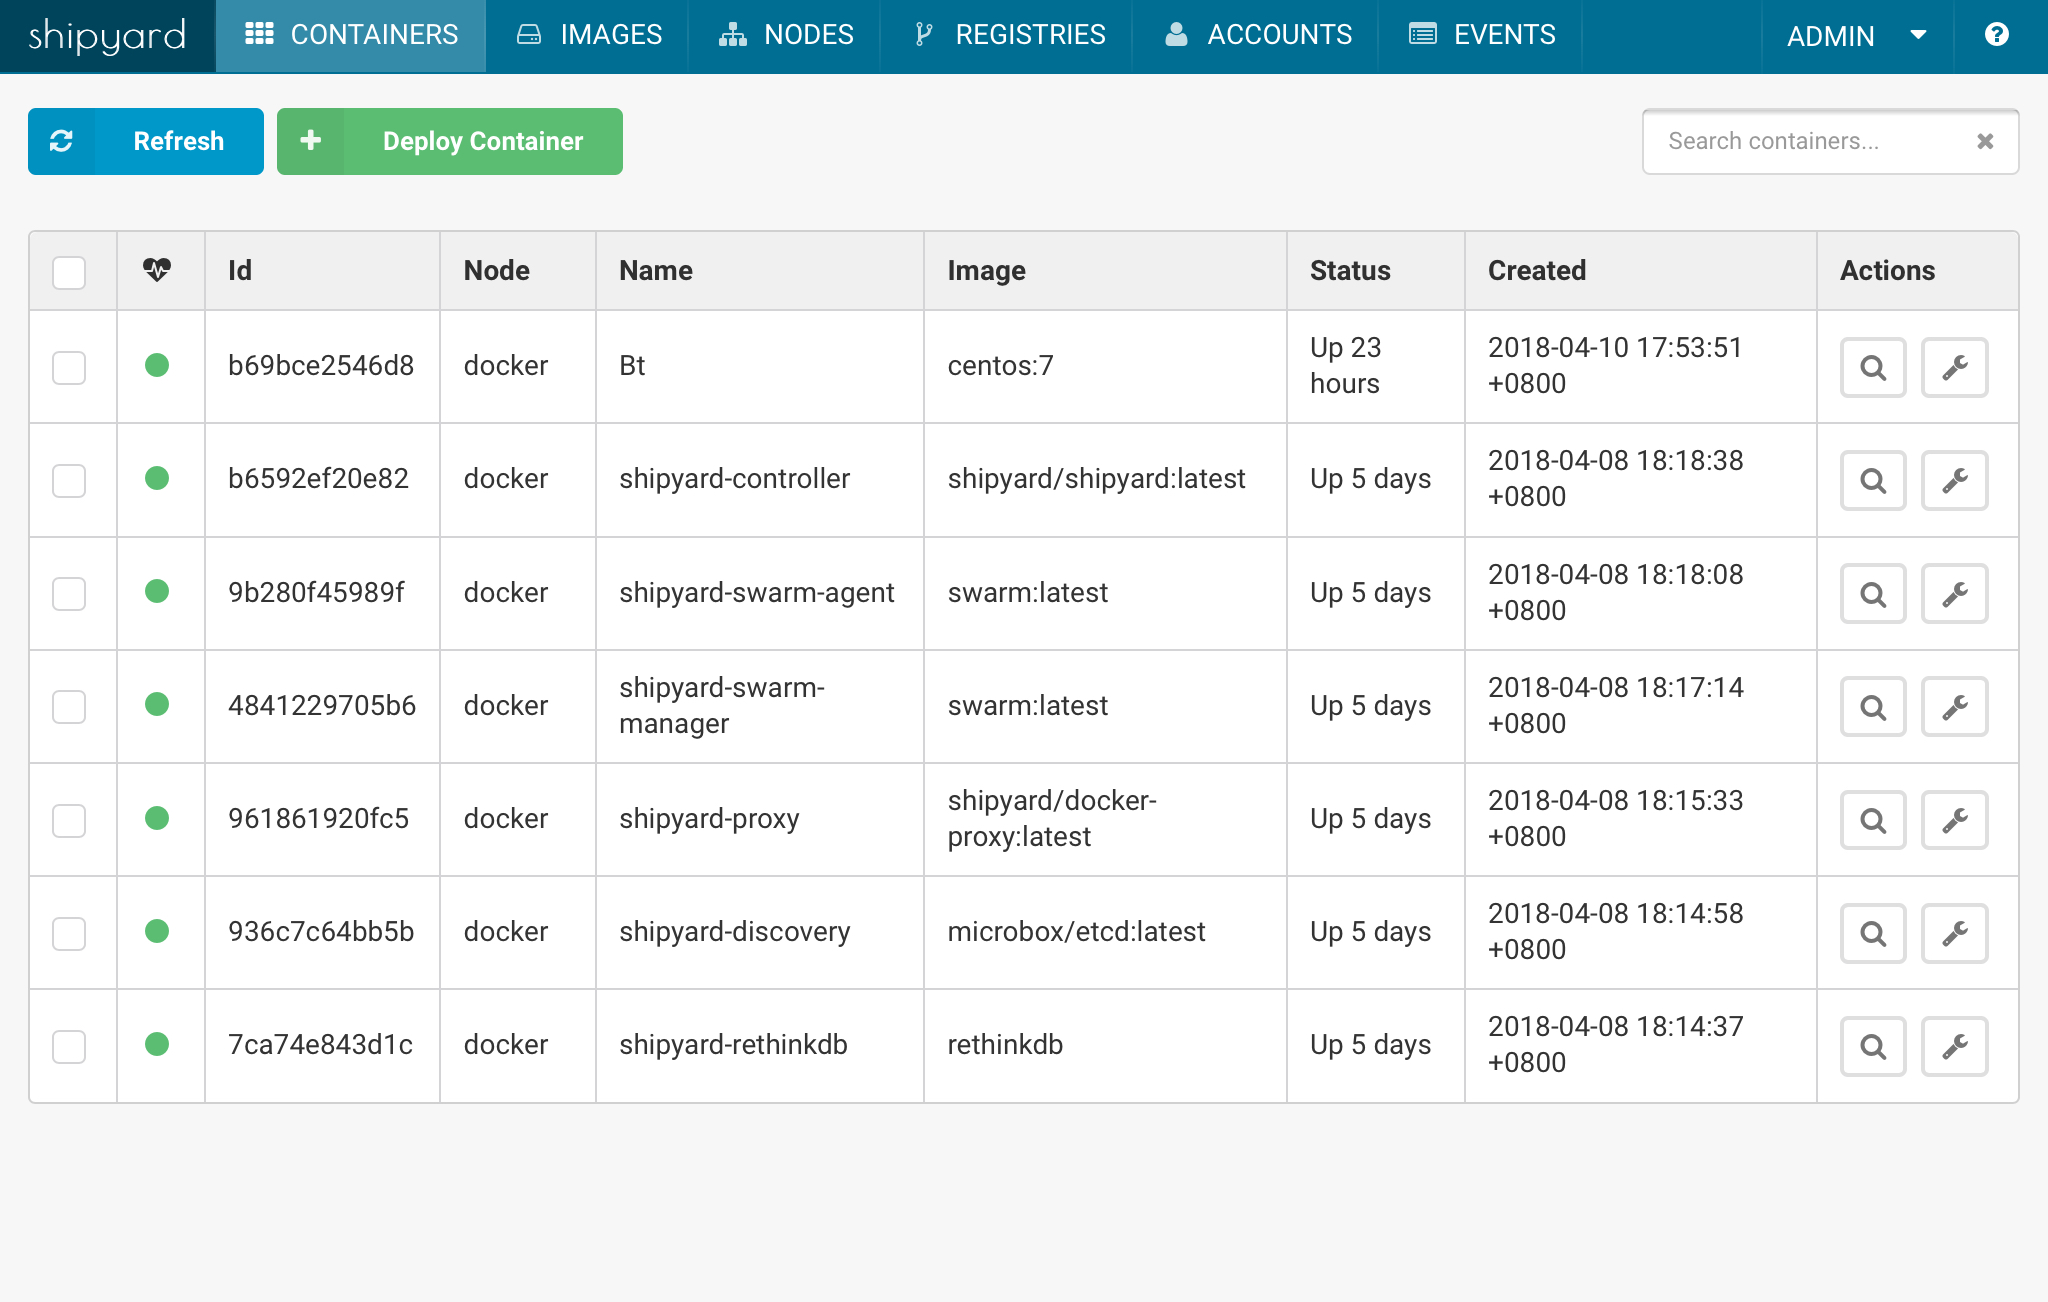 shipyard CONTAINERS IMAGES NODES REGISTRIES ACCOUNTS EVENTS ADMIN
Refresh Deploy Container Search containers...
Id Node Name Image Status Created Actions
b69bce2546d8 docker Bt centos:7 Up 23 hours 2018-04-10 17:53:51 +0800
b6592ef20e82 docker shipyard-controller shipyard/shipyard:latest Up 5 days 2018-04-08 18:18:38 +0800
9b280f45989f docker shipyard-swarm-agent swarm:latest Up 5 days 2018-04-08 18:18:08 +0800
4841229705b6 docker shipyard-swarm-manager swarm:latest Up 5 days 2018-04-08 18:17:14 +0800
961861920fc5 docker shipyard-proxy shipyard/docker-proxy:latest Up 5 days 2018-04-08 18:15:33 +0800
936c7c64bb5b docker shipyard-discovery microbox/etcd:latest Up 5 days 2018-04-08 18:14:58 +0800
7ca74e843d1c docker shipyard-rethinkdb rethinkdb Up 5 days 2018-04-08 18:14:37 +0800